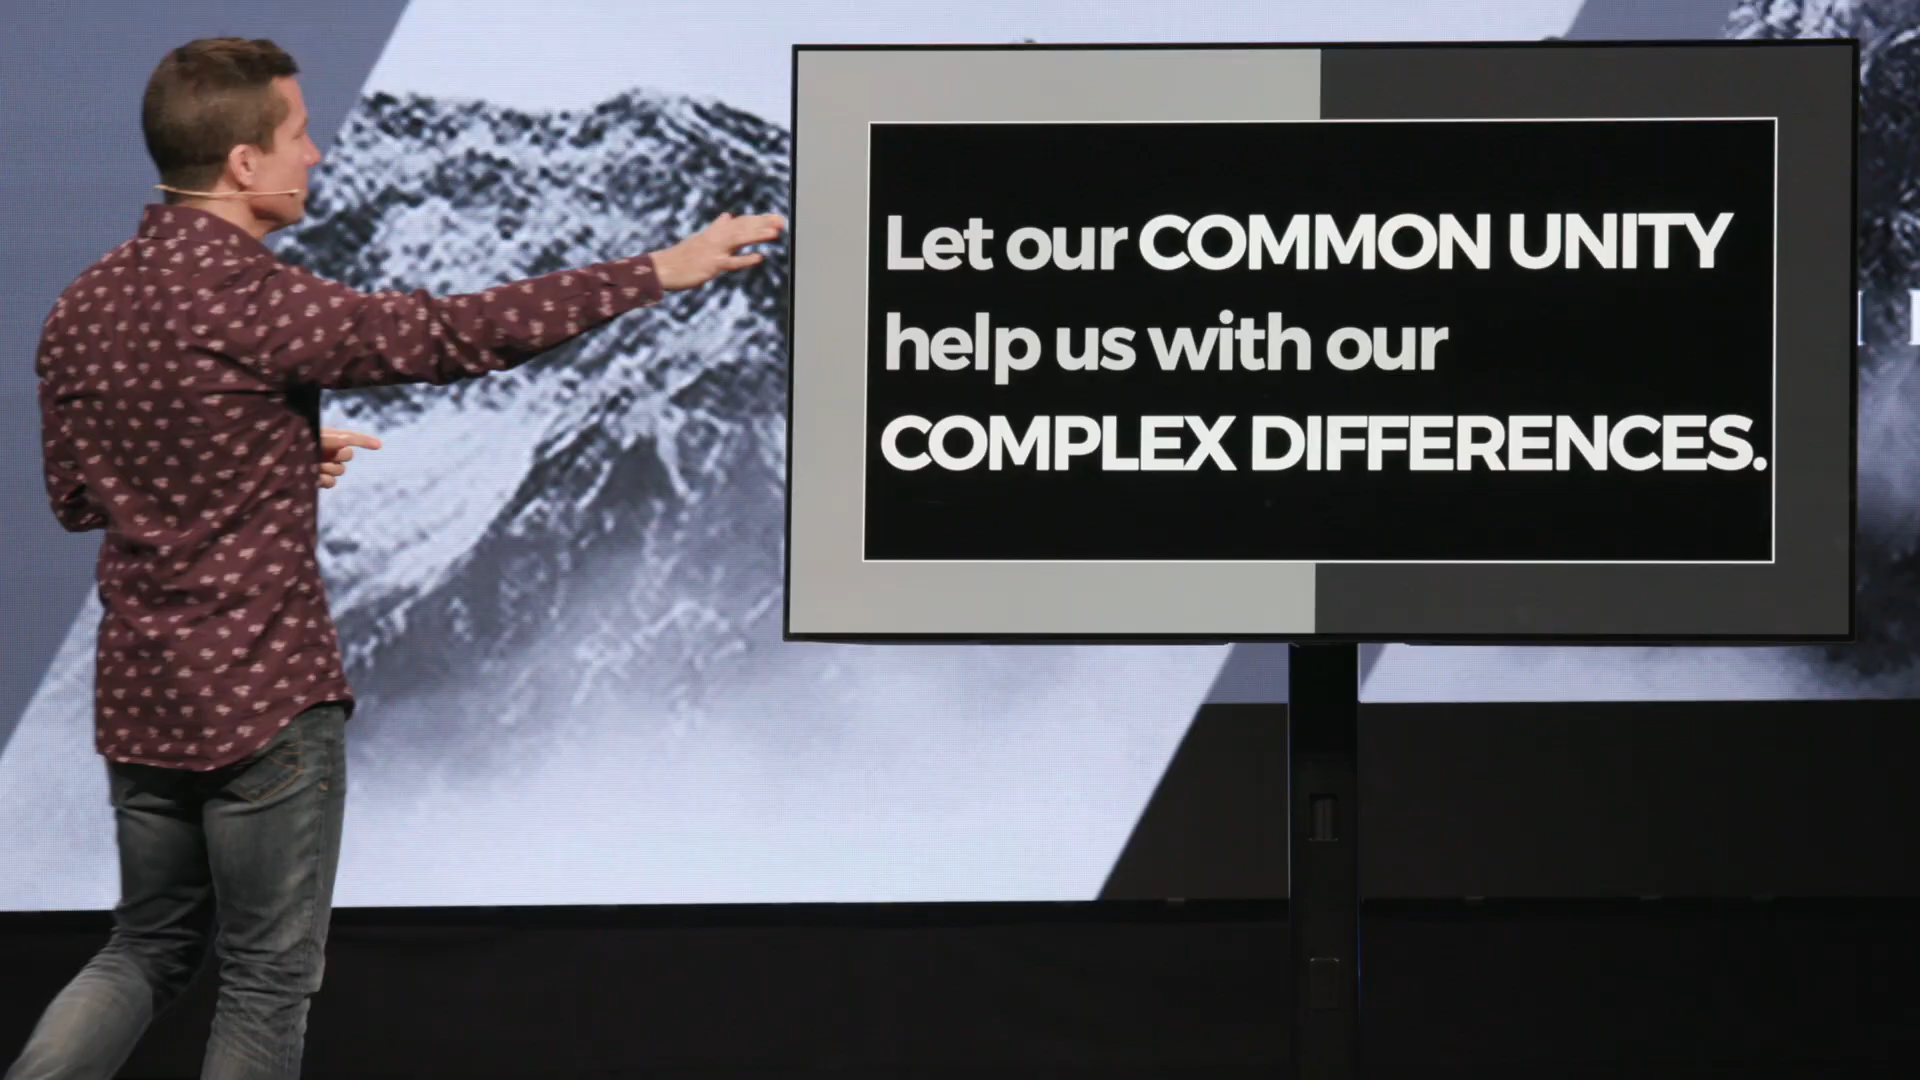 Let our COMMON UNITY
help us with our
COMPLEX DIFFERENCES.